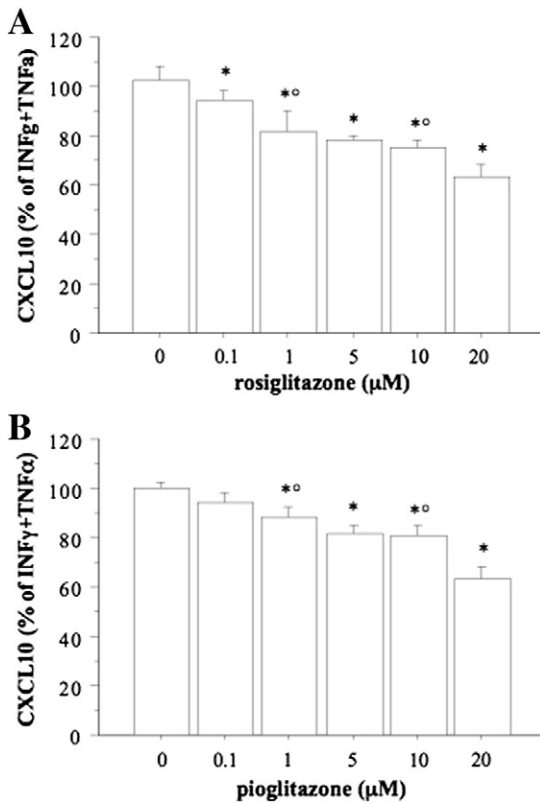 A
CXCL10 (% of INFg+TNFa)
120
100
80
60
40
20
0
*
*°
*
*°
*
0 0.1 1 5 10 20
rosiglitazone (μM)
B
CXCL10 (% of INFγ+TNFα)
120
100
80
60
40
20
0
*°
*
*°
*
0 0.1 1 5 10 20
pioglitazone (μM)